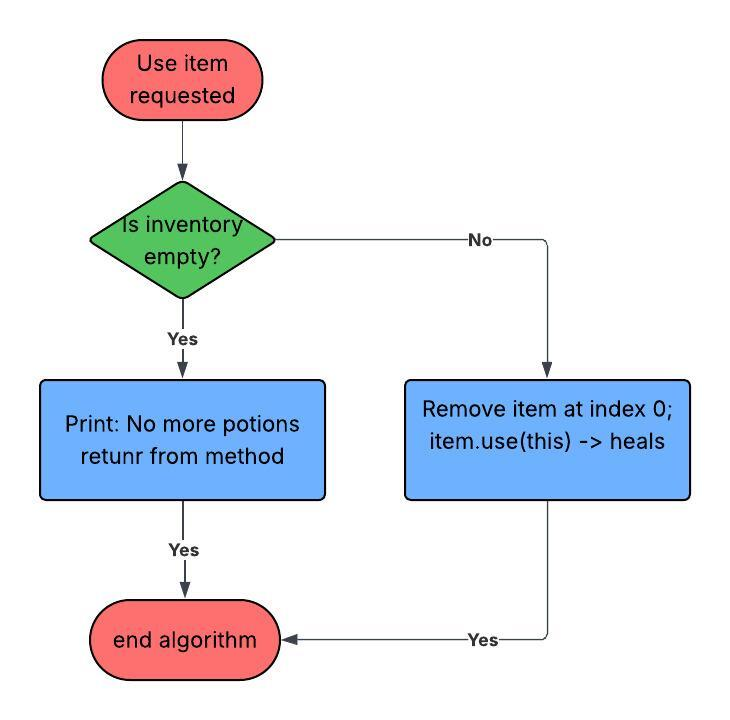 Use item
requested
Is inventory
empty?
No
Yes
Print: No more potions
retunr from method
Remove item at index 0;
item.use(this) -> heals
Yes
end algorithm
Yes